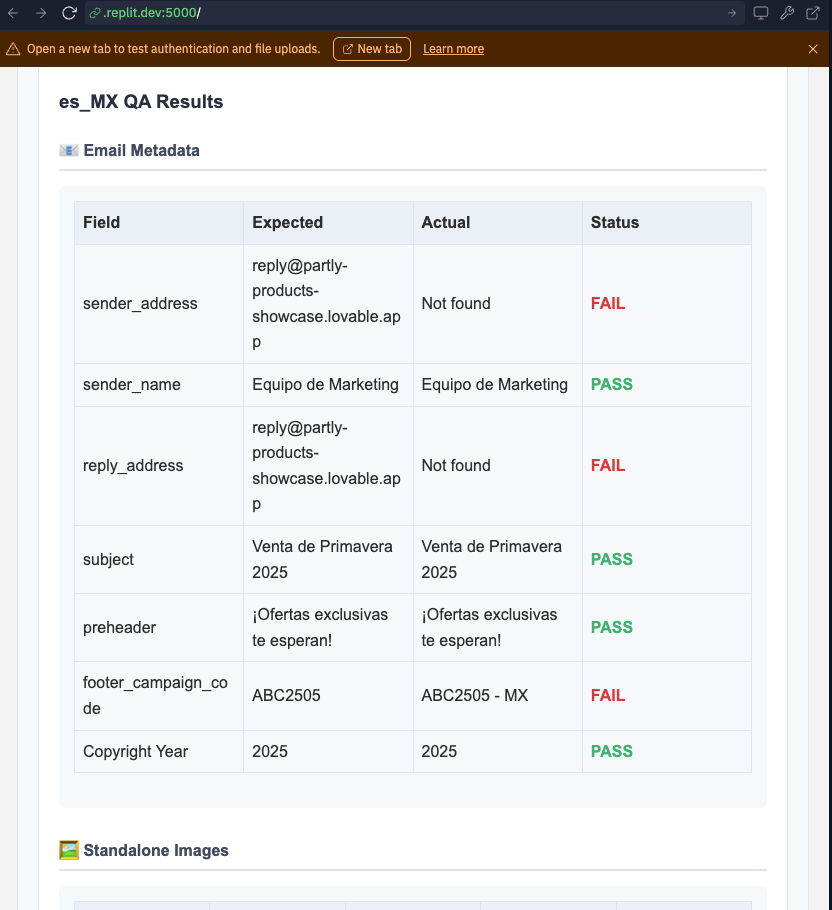 .replit.dev:5000/
Open a new tab to test authentication and file uploads. New tab Learn more
es_MX QA Results
Email Metadata
Field Expected Actual Status
sender_address
reply@partly-
products-
showcase.lovable.ap
p
Not found
FAIL
sender_name Equipo de Marketing Equipo de Marketing PASS
reply_address
reply@partly-
products-
showcase.lovable.ap
p
Not found
FAIL
subject
Venta de Primavera
2025
Venta de Primavera
2025
PASS
preheader
¡Ofertas exclusivas
te esperan!
¡Ofertas exclusivas
te esperan!
PASS
footer_campaign_co
de
ABC2505
ABC2505 - MX
FAIL
Copyright Year 2025 2025 PASS
Standalone Images